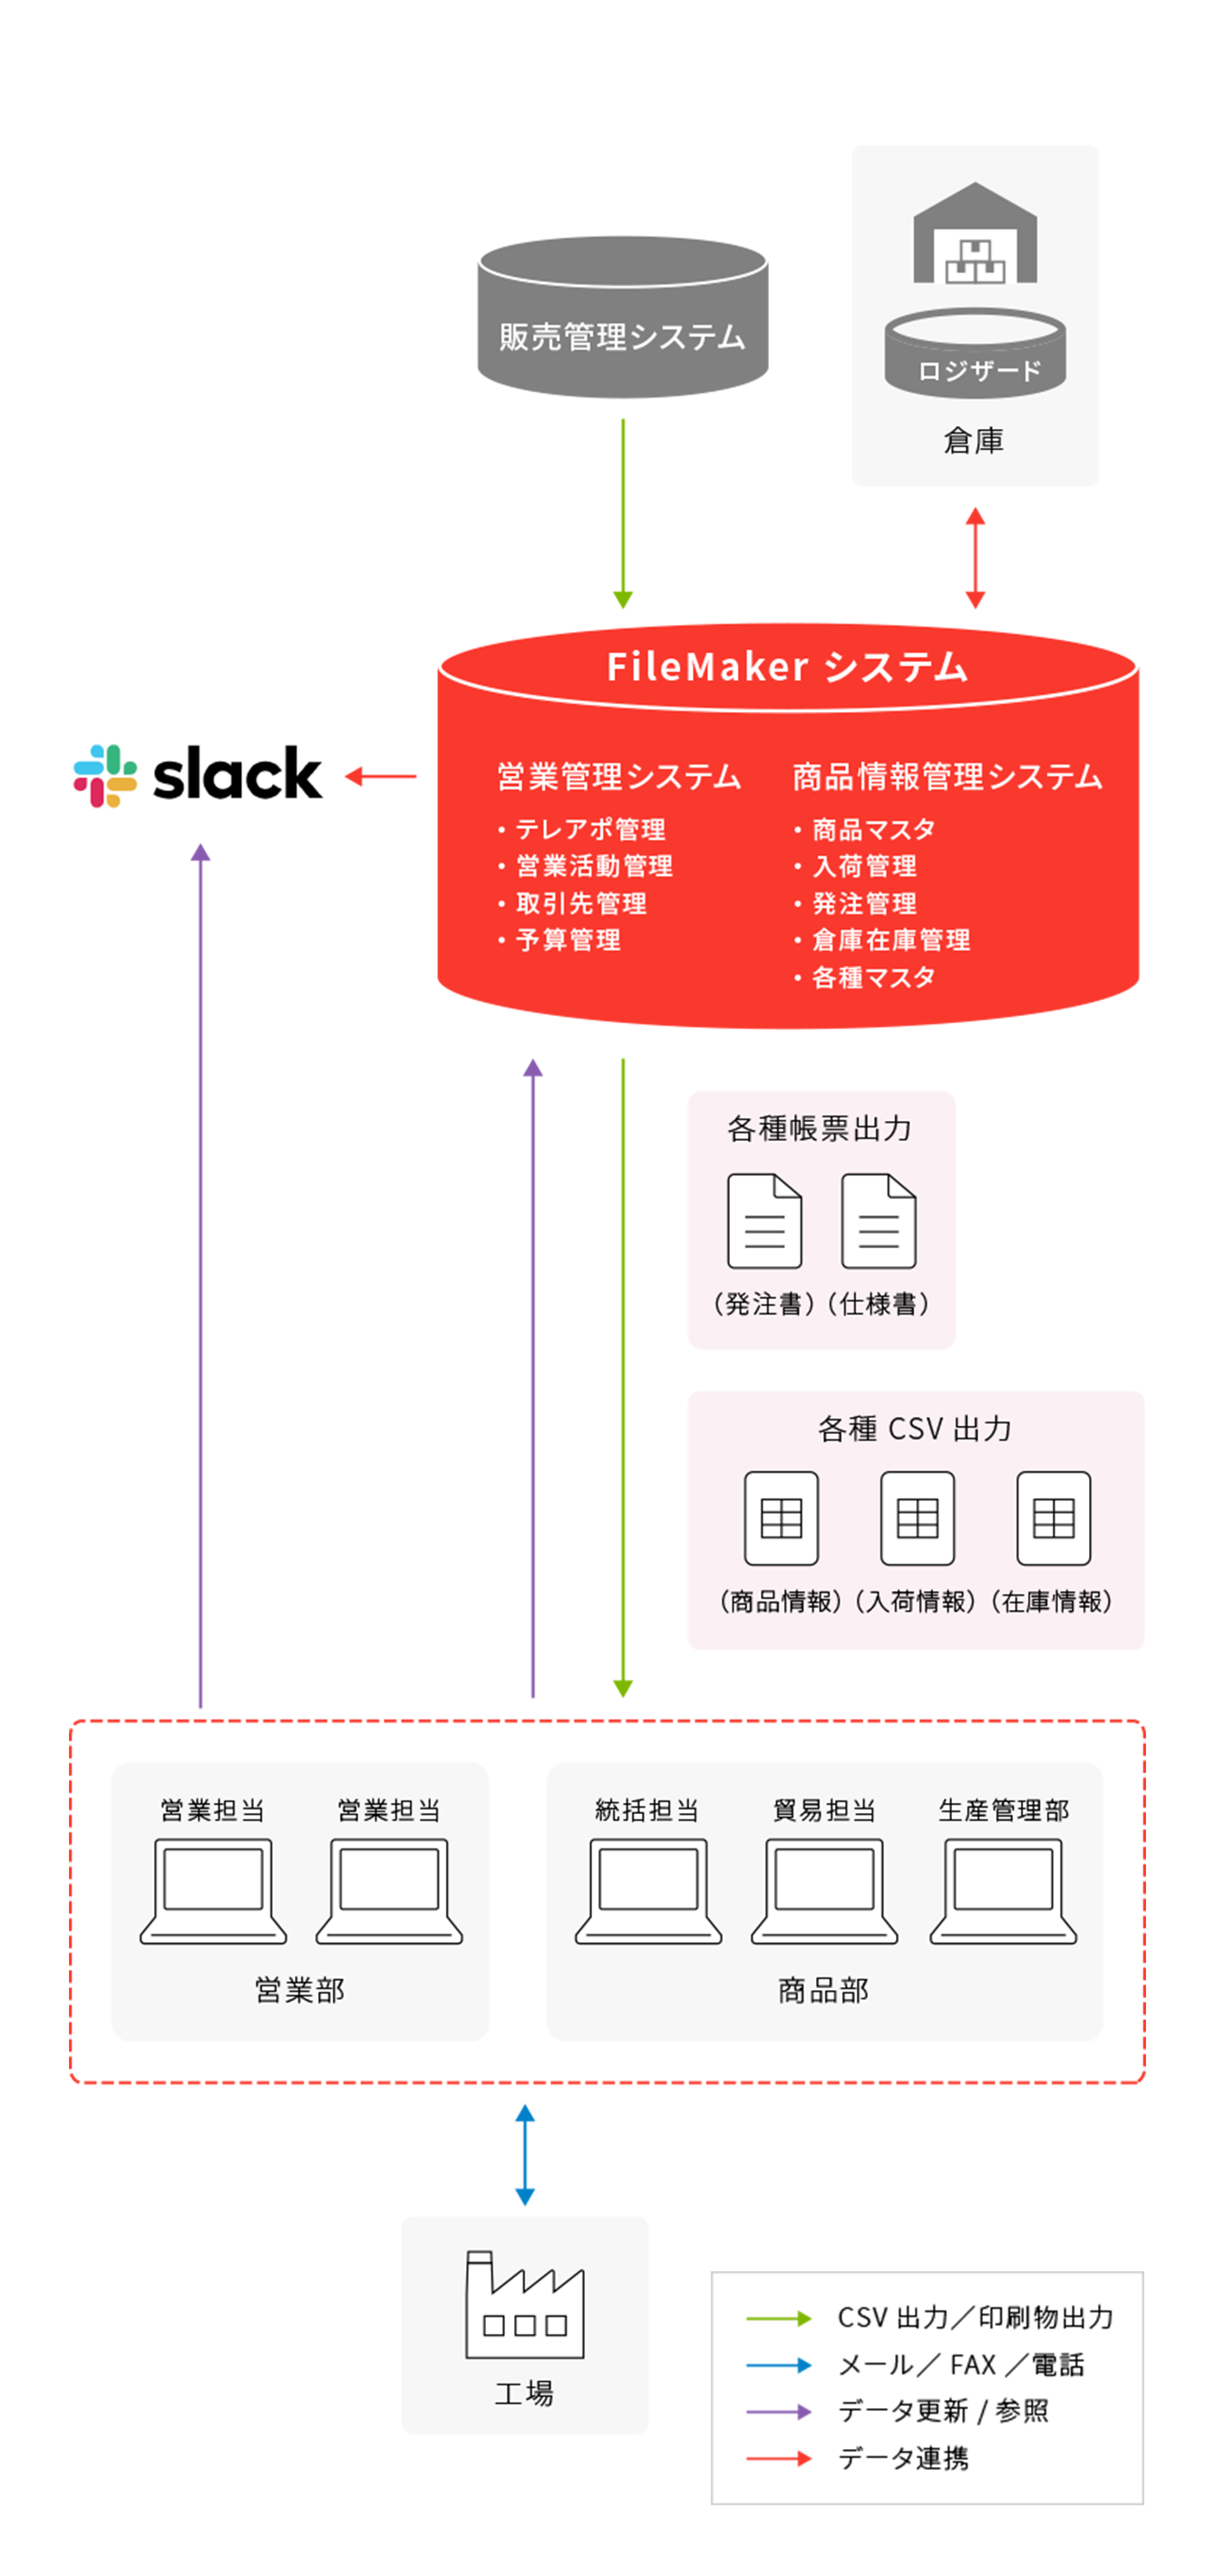 販売管理システム
ロジザード
倉庫
FileMaker システム
slack
営業管理システム
・テレアポ管理
・営業活動管理
・取引先管理
・予算管理
商品情報管理システム
・商品マスタ
・入荷管理
・発注管理
・倉庫在庫管理
・各種マスタ
各種帳票出力
（発注書）（仕様書）
各種 CSV 出力
（商品情報）（入荷情報）（在庫情報）
営業担当
営業担当
営業部
統括担当
貿易担当
生産管理部
商品部
工場
CSV 出力／印刷物出力
メール／ FAX ／電話
データ更新 / 参照
データ連携